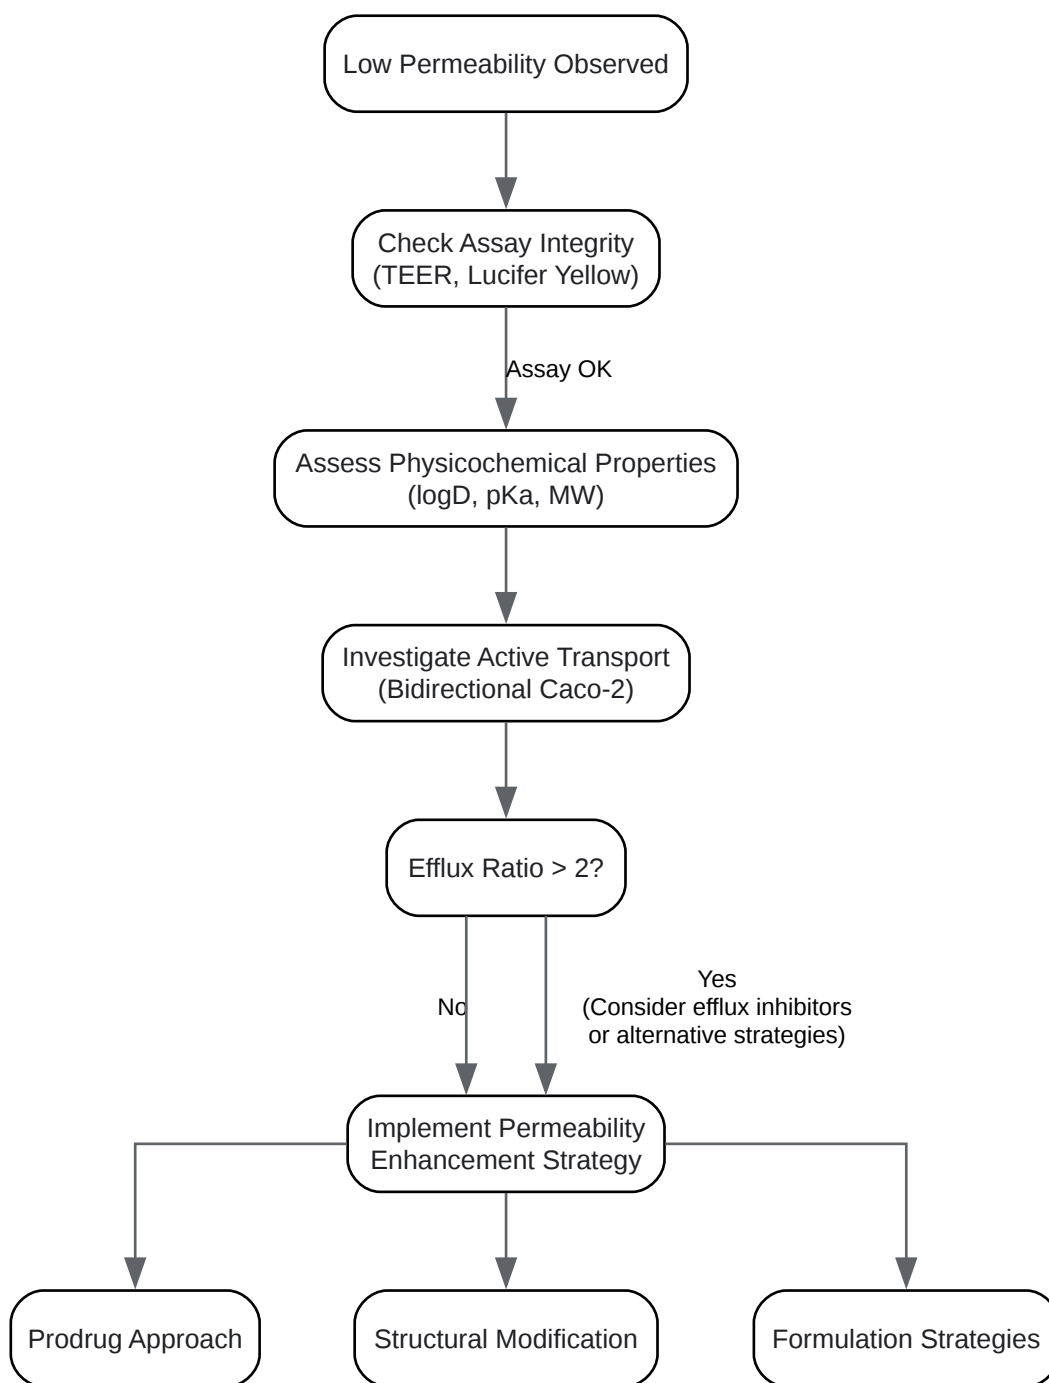 Low Permeability Observed
Check Assay Integrity
(TEER, Lucifer Yellow)
Assay OK
Assess Physicochemical Properties
(logD, pKa, MW)
Investigate Active Transport
(Bidirectional Caco-2)
Efflux Ratio > 2?
No
Yes
(Consider efflux inhibitors
or alternative strategies)
Implement Permeability
Enhancement Strategy
Prodrug Approach
Structural Modification
Formulation Strategies